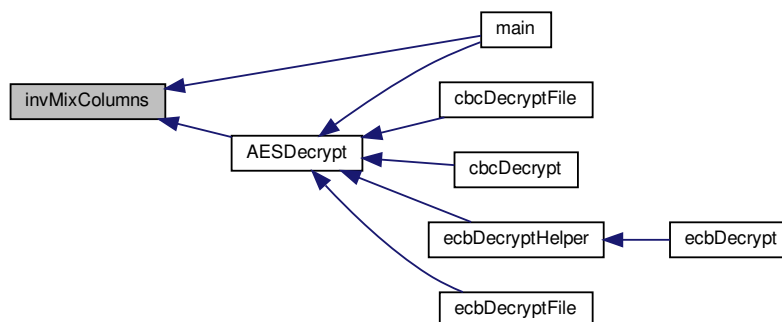 main
cbcDecryptFile
invMixColumns
AESDecrypt
cbcDecrypt
ecbDecryptHelper
ecbDecrypt
ecbDecryptFile